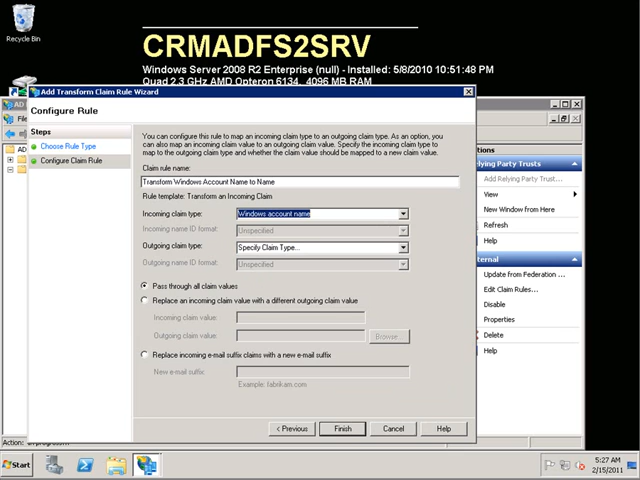 Recycle Bin
CRMADFS2SRV
Windows Server 2008 R2 Enterprise (null) - Installed: 5/8/2010 10:51:48 PM
Quad 2.3 GHz AMD Opteron 6134, 4096 MB RAM
Add Transform Claim Rule Wizard
AD
File
AD
Configure Rule
Steps
Choose Rule Type
Configure Claim Rule
You can configure this rule to map an incoming claim type to an outgoing claim type. As an option, you
can also map an incoming claim value to an outgoing claim value. Specify the incoming claim type
to map to the outgoing claim type and whether the claim value should be mapped to a new claim value.
Claim rule name:
Transform Windows Account Name to Name
Rule template: Transform an Incoming Claim
Incoming claim type:
Windows account name
Incoming name ID format:
Unspecified
Outgoing claim type:
Specify Claim Type...
Outgoing name ID format:
Unspecified
Pass through all claim values
Replace an incoming claim value with a different outgoing claim value
Incoming claim value:
Outgoing claim value:
Browse...
Replace incoming e-mail suffix claims with a new e-mail suffix
New e-mail suffix:
Example: fabrikam.com
< Previous
Finish
Cancel
Help
tions
elying Party Trusts
Add Relying Party Trust...
View
New Window from Here
Refresh
Help
ternal
Update from Federation ...
Edit Claim Rules...
Disable
Properties
Delete
Help
Action:
Start
5:27 AM
2/15/2011